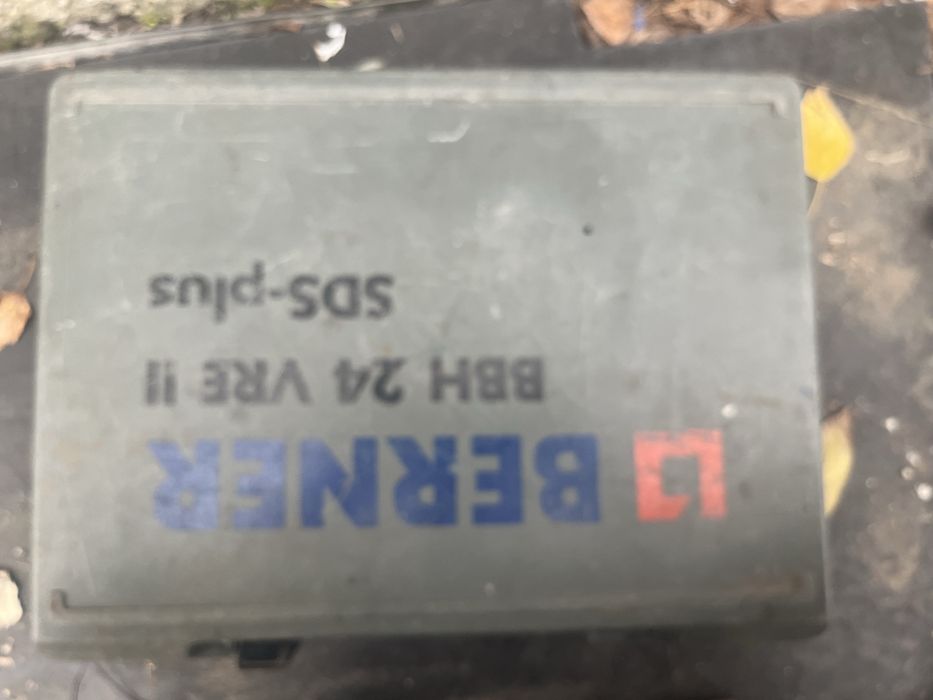 BERNER
BBH 24 VRE II
SDS-plus